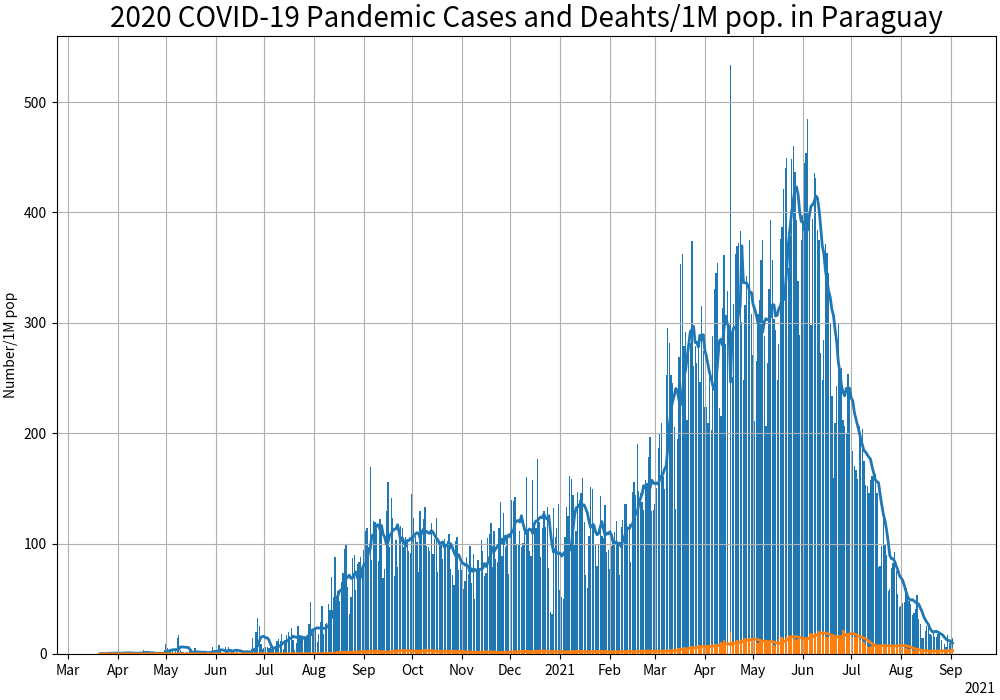 2020 COVID-19 Pandemic Cases and Deahts/1M pop. in Paraguay
Number/1M pop
500
400
300
200
100
0
Mar Apr May Jun Jul Aug Sep Oct Nov Dec 2021 Feb Mar Apr May Jun Jul Aug Sep
2021